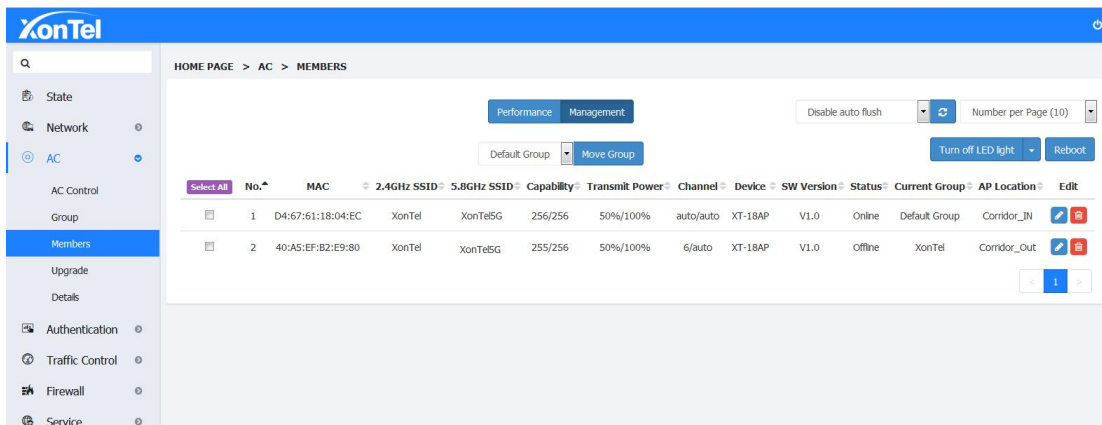 XonTel
HOME PAGE > AC > MEMBERS
State
Network
AC
AC Control
Group
Members
Upgrade
Details
Authentication
Traffic Control
Firewall
Service
Performance Management
Disable auto flush
Number per Page (10)
Default Group Move Group
Turn off LED light Reboot
Select All No. MAC 2.4GHz SSID 5.8GHz SSID Capability Transmit Power Channel Device SW Version Status Current Group AP Location Edit
1 D4:67:61:18:04:EC XonTel XonTel5G 256/256 50%/100% auto/auto XT-18AP V1.0 Online Default Group Corridor_IN
2 40:A5:EF:B2:E9:80 XonTel XonTel5G 255/256 50%/100% 6/auto XT-18AP V1.0 Offline XonTel Corridor_Out
< 1 >